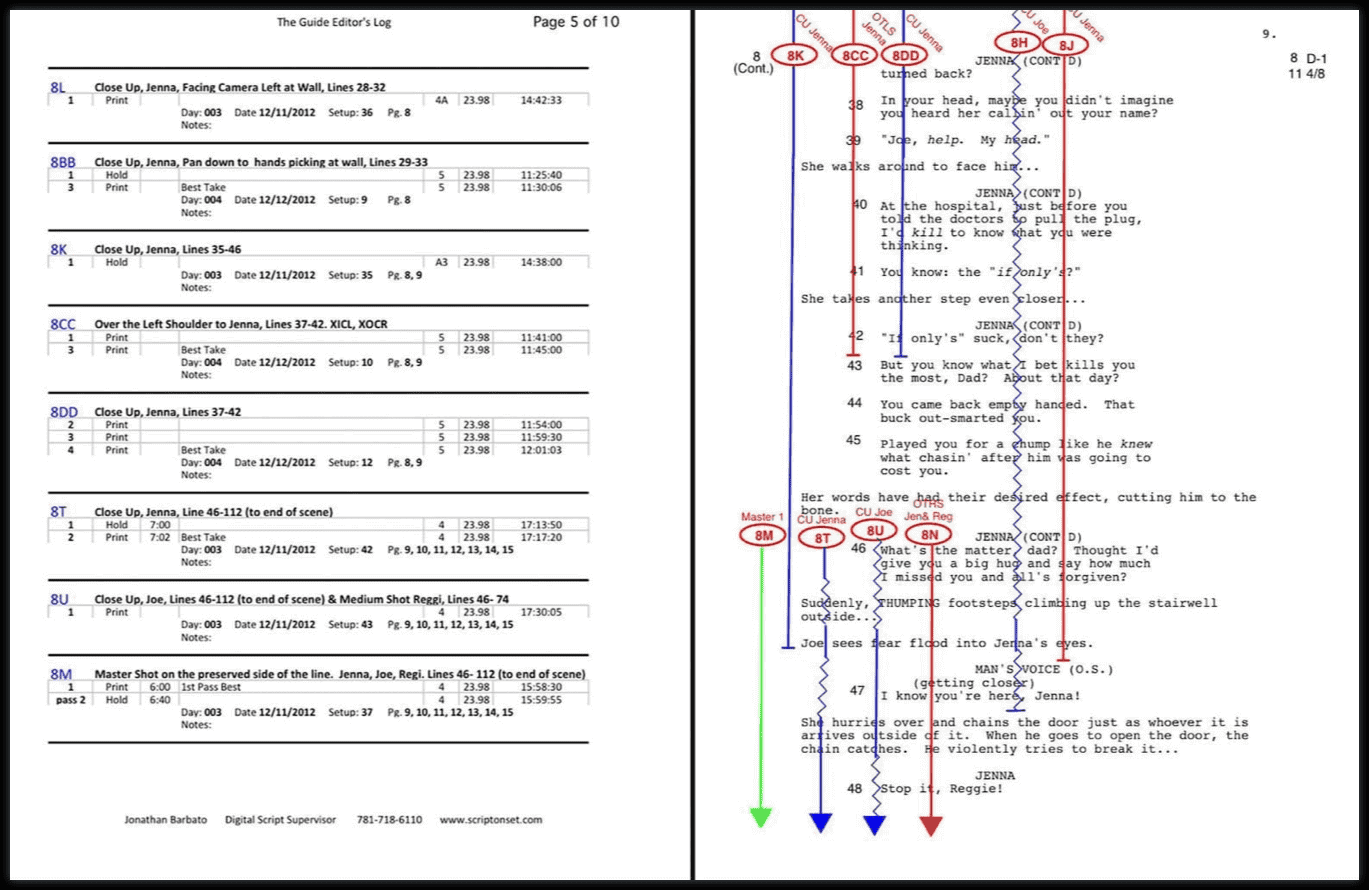 The Guide Editor's Log
Page 5 of 10
8L Close Up, Jenna, Facing Camera Left at Wall, Lines 28-32
1 Print 4A 23.98 14:42:33
Day: 003 Date 12/11/2012 Setup: 36 Pg. 8
Notes:
8BB Close Up, Jenna, Pan down to hands picking at wall, Lines 29-33
1 Hold 5 23.98 11:25:40
3 Print Best Take 5 23.98 11:30:06
Day: 004 Date 12/12/2012 Setup: 9 Pg. 8
Notes:
8K Close Up, Jenna, Lines 35-46
1 Hold A3 23.98 14:38:00
Day: 003 Date 12/11/2012 Setup: 35 Pg. 8, 9
Notes:
8CC Over the Left Shoulder to Jenna, Lines 37-42. XICL, XOCR
1 Print 5 23.98 11:41:00
3 Print Best Take 5 23.98 11:45:00
Day: 004 Date 12/12/2012 Setup: 10 Pg. 8, 9
Notes:
8DD Close Up, Jenna, Lines 37-42
2 Print 5 23.98 11:54:00
3 Print 5 23.98 11:59:30
4 Print Best Take 5 23.98 12:01:03
Day: 004 Date 12/12/2012 Setup: 12 Pg. 8, 9
Notes:
8T Close Up, Jenna, Line 46-112 (to end of scene)
1 Hold 7:00 4 23.98 17:13:50
2 Print 7:02 Best Take 4 23.98 17:17:20
Day: 003 Date 12/11/2012 Setup: 42 Pg. 9, 10, 11, 12, 13, 14, 15
Notes:
8U Close Up, Joe, Lines 46-112 (to end of scene) & Medium Shot Reggi, Lines 46- 74
1 Print 4 23.98 17:30:05
Day: 003 Date 12/11/2012 Setup: 43 Pg. 9, 10, 11, 12, 13, 14, 15
Notes:
8M Master Shot on the preserved side of the line. Jenna, Joe, Regi. Lines 46- 112 (to end of scene)
1 Print 6:00 1st Pass Best 4 23.98 15:58:30
pass 2 Hold 6:40 4 23.98 15:59:55
Day: 003 Date 12/11/2012 Setup: 37 Pg. 9, 10, 11, 12, 13, 14, 15
Notes:
Jonathan Barbato Digital Script Supervisor 781-718-6110 www.scriptonset.com
CU Jenna OTLS Jenna CU Jenna CU Joe CU Jenna
9.
8K 8CC 8DD 8H 8J
8 (Cont.)
8 D-1
11 4/8
JENNA (CONT D)
turned back?
38 In your head, maybe you didn't imagine
you heard her callin' out your name?
39 "Joe, help. My head."
She walks around to face him...
JENNA (CONT D)
40 At the hospital, just before you
told the doctors to pull the plug,
I'd kill to know what you were
thinking.
41 You know: the "if only's?"
She takes another step even closer...
JENNA (CONT D)
42 "If only's" suck, don't they?
43 But you know what I bet kills you
the most, Dad? About that day?
44 You came back empty handed. That
buck out-smarted you.
45 Played you for a chump like he knew
what chasin' after him was going to
cost you.
Her words have had their desired effect, cutting him to the
bone.
Master 1 CU Jenna CU Joe OTRS Jen& Reg
8M 8T 8U 8N
JENNA (CONT D)
46 What's the matter, dad? Thought I'd
give you a big hug and say how much
I missed you and all's forgiven?
Suddenly, THUMPING footsteps climbing up the stairwell
outside...
Joe sees fear flood into Jenna's eyes.
MAN'S VOICE (O.S.)
(getting closer)
47 I know you're here, Jenna!
She hurries over and chains the door just as whoever it is
arrives outside of it. When he goes to open the door, the
chain catches. He violently tries to break it...
JENNA
48 Stop it, Reggie!